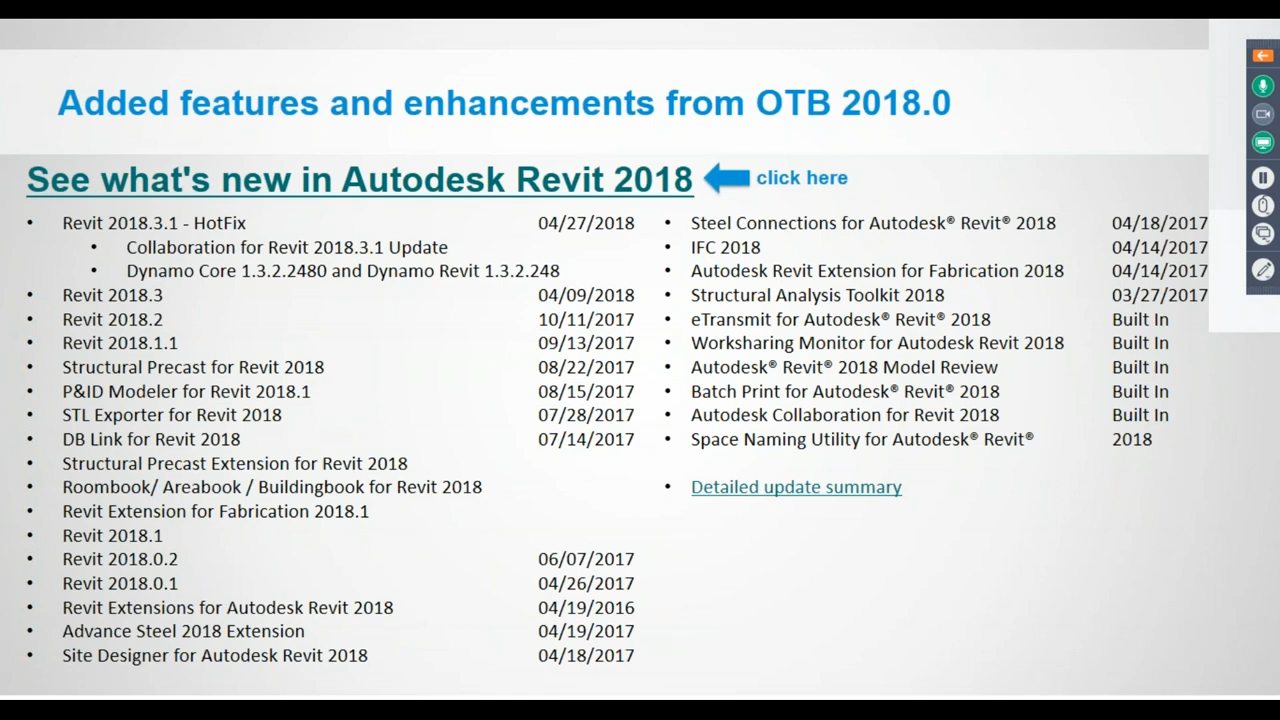 Added features and enhancements from OTB 2018.0
See what's new in Autodesk Revit 2018 click here
• Revit 2018.3.1 - HotFix 04/27/2018
• Collaboration for Revit 2018.3.1 Update
• Dynamo Core 1.3.2.2480 and Dynamo Revit 1.3.2.248
• Revit 2018.3 04/09/2018
• Revit 2018.2 10/11/2017
• Revit 2018.1.1 09/13/2017
• Structural Precast for Revit 2018 08/22/2017
• P&ID Modeler for Revit 2018.1 08/15/2017
• STL Exporter for Revit 2018 07/28/2017
• DB Link for Revit 2018 07/14/2017
• Structural Precast Extension for Revit 2018
• Roombook/ Areabook / Buildingbook for Revit 2018
• Revit Extension for Fabrication 2018.1
• Revit 2018.1
• Revit 2018.0.2 06/07/2017
• Revit 2018.0.1 04/26/2017
• Revit Extensions for Autodesk Revit 2018 04/19/2016
• Advance Steel 2018 Extension 04/19/2017
• Site Designer for Autodesk Revit 2018 04/18/2017
• Steel Connections for Autodesk® Revit® 2018 04/18/2017
• IFC 2018 04/14/2017
• Autodesk Revit Extension for Fabrication 2018 04/14/2017
• Structural Analysis Toolkit 2018 03/27/2017
• eTransmit for Autodesk® Revit® 2018 Built In
• Worksharing Monitor for Autodesk Revit 2018 Built In
• Autodesk® Revit® 2018 Model Review Built In
• Batch Print for Autodesk® Revit® 2018 Built In
• Autodesk Collaboration for Revit 2018 Built In
• Space Naming Utility for Autodesk® Revit® 2018
• Detailed update summary